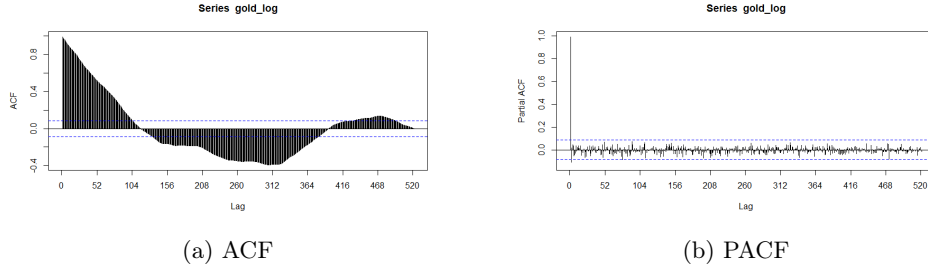 Series gold_log
ACF
0.8
0.4
0.0
-0.4
0 52 104 156 208 260 312 364 416 468 520
Lag
(a) ACF
Series gold_log
Partial ACF
1.0
0.8
0.6
0.4
0.2
0.0
0 52 104 156 208 260 312 364 416 468 520
Lag
(b) PACF